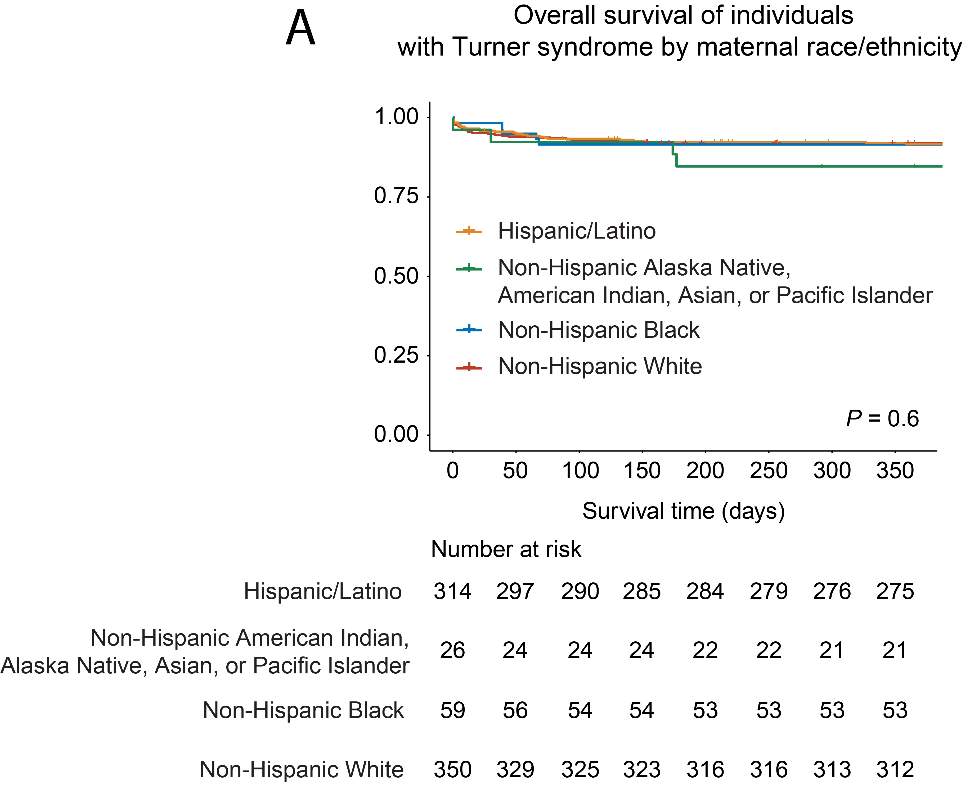 A
Overall survival of individuals
with Turner syndrome by maternal race/ethnicity
1.00
0.75
0.50
0.25
0.00
Hispanic/Latino
Non-Hispanic Alaska Native,
American Indian, Asian, or Pacific Islander
Non-Hispanic Black
Non-Hispanic White
P = 0.6
0 50 100 150 200 250 300 350
Survival time (days)
Number at risk
Hispanic/Latino 314 297 290 285 284 279 276 275
Non-Hispanic American Indian,
Alaska Native, Asian, or Pacific Islander 26 24 24 24 22 22 21 21
Non-Hispanic Black 59 56 54 54 53 53 53 53
Non-Hispanic White 350 329 325 323 316 316 313 312